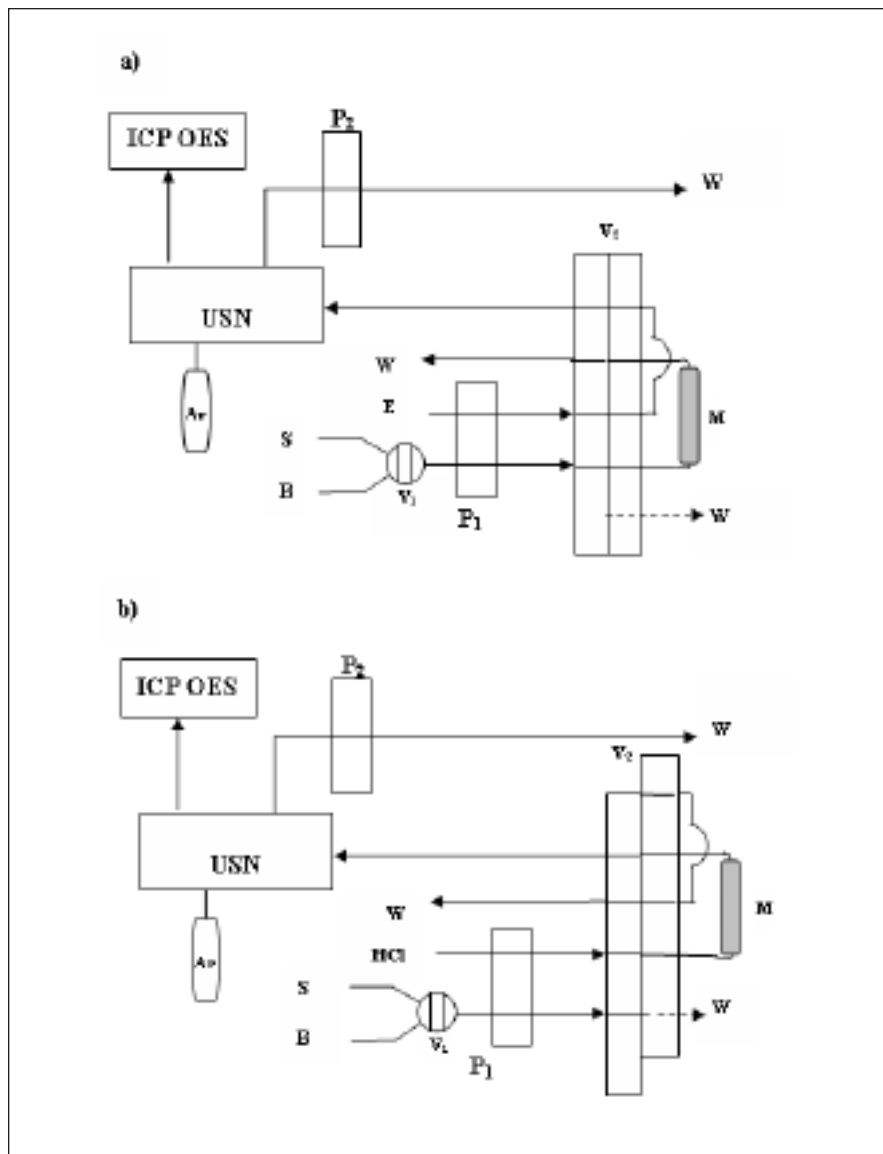 a)
ICP OES
P₂
W
V₂
USN
W
E
Ar
M
S
B
V₁
P₁
W
b)
ICP OES
P₂
W
V₂
USN
W
M
HCl
Ar
S
W
B
V₁
P₁